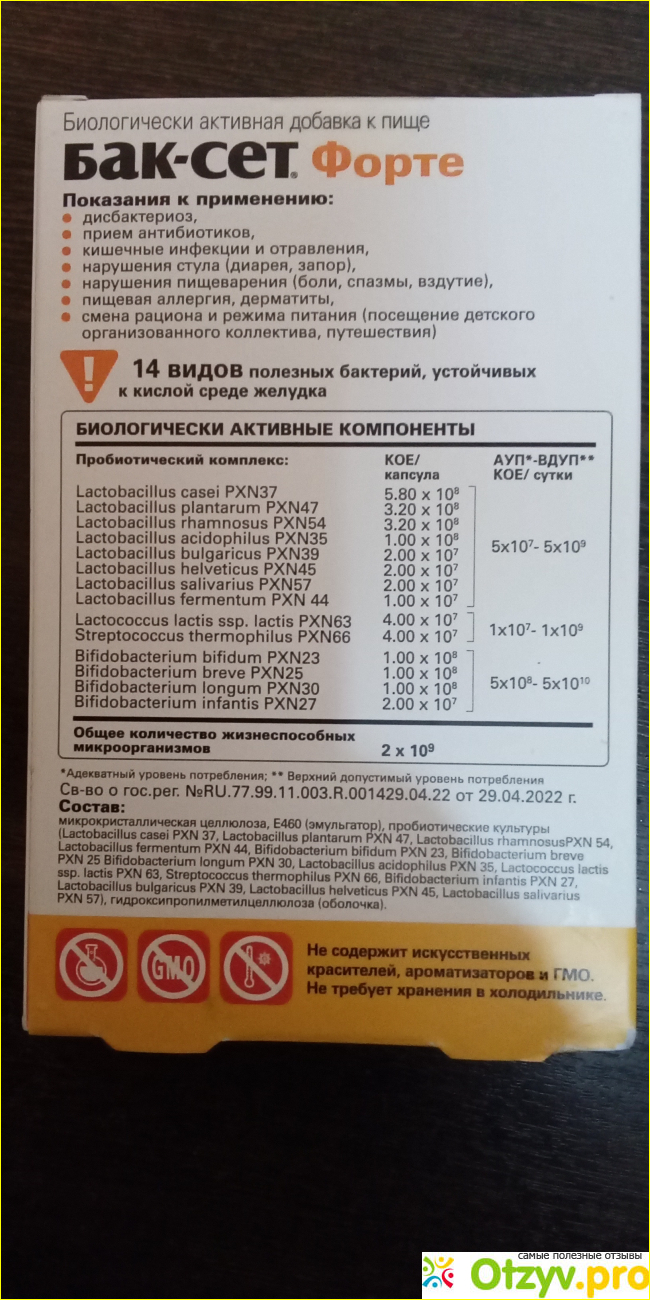 Биологически активная добавка к пище
БАК-СЕТ® Форте
Показания к применению:
• дисбактериоз,
• прием антибиотиков,
• кишечные инфекции и отравления,
• нарушения стула (диарея, запор),
• нарушения пищеварения (боли, спазмы, вздутие),
• пищевая аллергия, дерматиты,
• смена рациона и режима питания (посещение детского
организованного коллектива, путешествия)
! 14 видов полезных бактерий, устойчивых
к кислой среде желудка
БИОЛОГИЧЕСКИ АКТИВНЫЕ КОМПОНЕНТЫ
Пробиотический комплекс: КОЕ/ АУП*-ВДУП**
капсула КОЕ/ сутки
Lactobacillus casei PXN37 5.80 x 10⁸
Lactobacillus plantarum PXN47 3.20 x 10⁸
Lactobacillus rhamnosus PXN54 3.20 x 10⁸
Lactobacillus acidophilus PXN35 1.00 x 10⁸
Lactobacillus bulgaricus PXN39 2.00 x 10⁷ 5x10⁷- 5x10⁹
Lactobacillus helveticus PXN45 2.00 x 10⁷
Lactobacillus salivarius PXN57 2.00 x 10⁷
Lactobacillus fermentum PXN 44 1.00 x 10⁷
Lactococcus lactis ssp. lactis PXN63 4.00 x 10⁷ 1x10⁷- 1x10⁹
Streptococcus thermophilus PXN66 4.00 x 10⁷
Bifidobacterium bifidum PXN23 1.00 x 10⁸
Bifidobacterium breve PXN25 1.00 x 10⁸
Bifidobacterium longum PXN30 1.00 x 10⁸ 5x10⁸- 5x10¹⁰
Bifidobacterium infantis PXN27 2.00 x 10⁷
Общее количество жизнеспособных
микроорганизмов 2 x 10⁹
*Адекватный уровень потребления; ** Верхний допустимый уровень потребления
Св-во о гос.рег. №RU.77.99.11.003.R.001429.04.22 от 29.04.2022 г.
Состав:
микрокристаллическая целлюлоза, Е460 (эмульгатор), пробиотические культуры
(Lactobacillus casei PXN 37, Lactobacillus plantarum PXN 47, Lactobacillus rhamnosusPXN 54,
Lactobacillus fermentum PXN 44, Bifidobacterium bifidum PXN 23, Bifidobacterium breve
PXN 25 Bifidobacterium longum PXN 30, Lactobacillus acidophilus PXN 35, Lactococcus lactis
ssp. lactis PXN 63, Streptococcus thermophilus PXN 66, Bifidobacterium infantis PXN 27,
Lactobacillus bulgaricus PXN 39, Lactobacillus helveticus PXN 45, Lactobacillus salivarius
PXN 57), гидроксипропилметилцеллюлоза (оболочка).
GMO
Не содержит искусственных
красителей, ароматизаторов и ГМО.
Не требует хранения в холодильнике.
самые полезные отзывы
Otzyv.pro